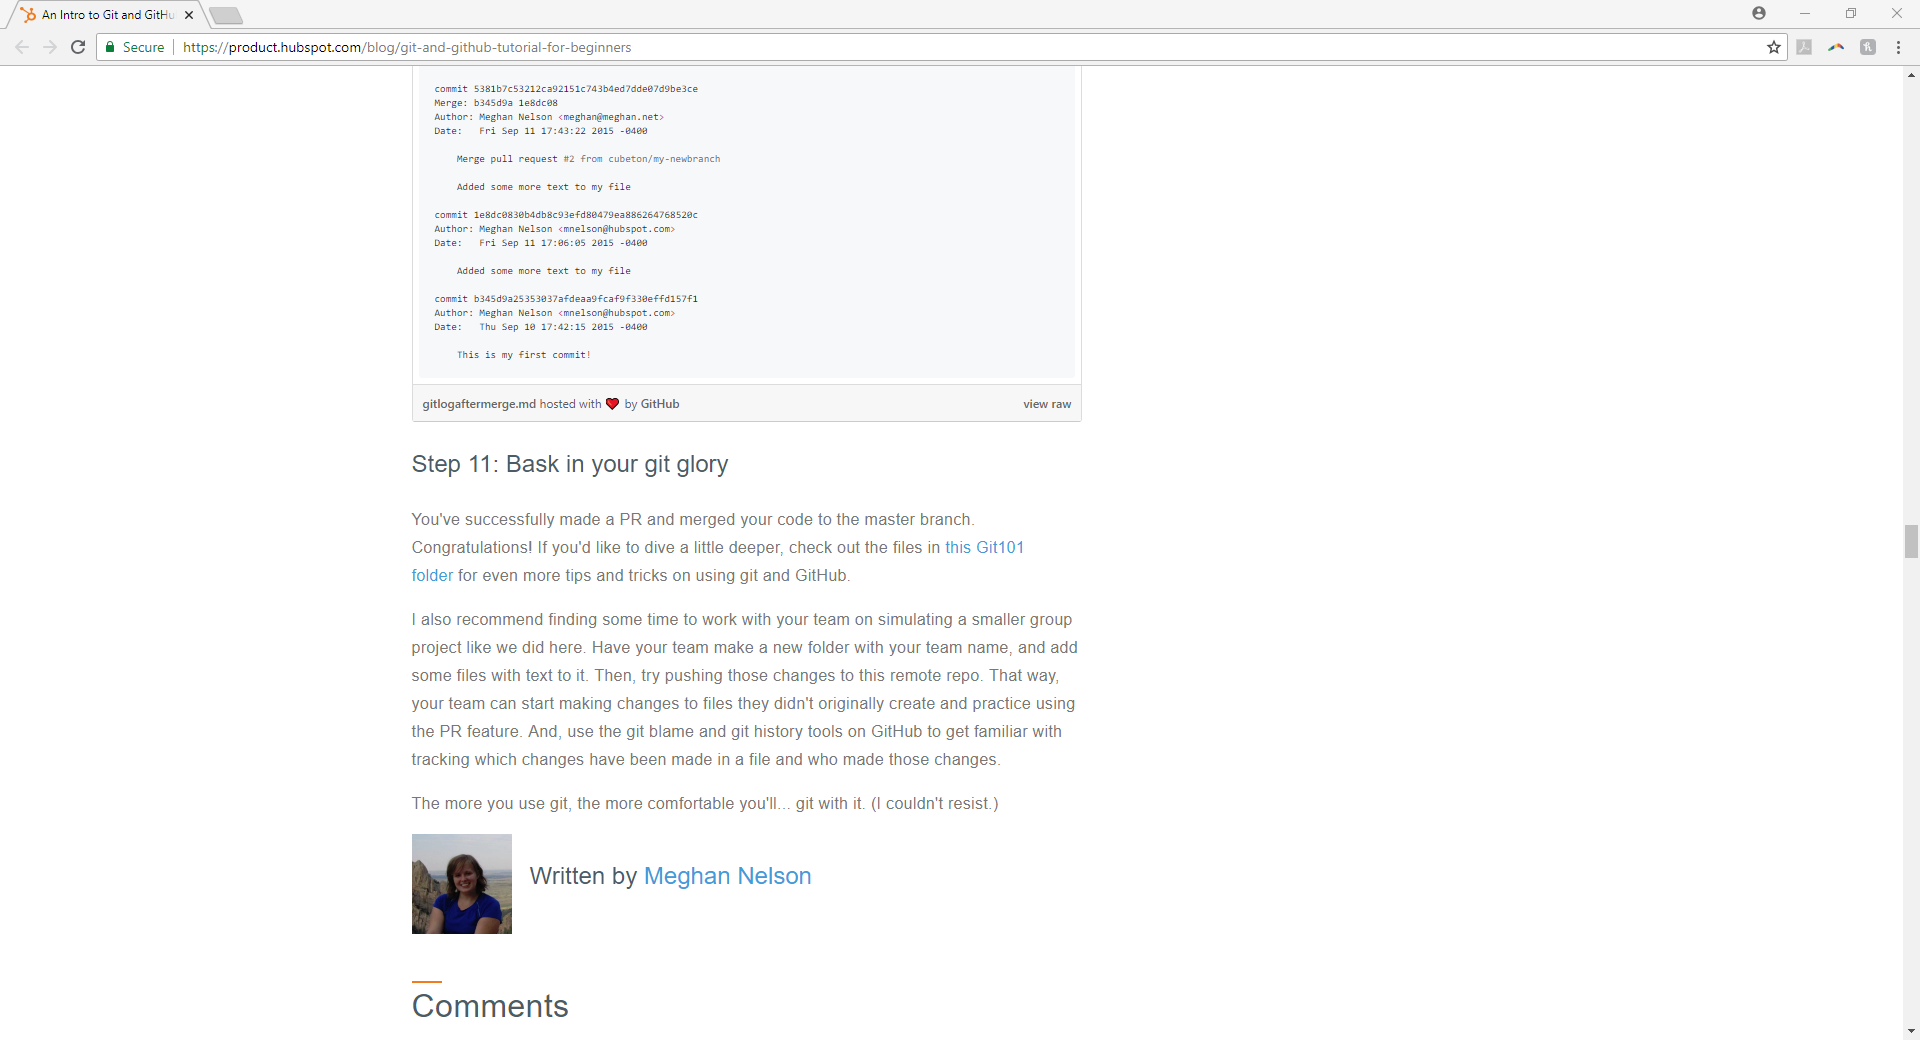 An Intro to Git and GitHu
Secure https://product.hubspot.com/blog/git-and-github-tutorial-for-beginners
commit 5381b7c53212ca92151c743b4ed7dde07d9be3ce
Merge: b345d9a 1e8dc08
Author: Meghan Nelson <meghan@meghan.net>
Date:   Fri Sep 11 17:43:22 2015 -0400
Merge pull request #2 from cubeton/my-newbranch
Added some more text to my file
commit 1e8dc0830b4db8c93efd80479ea886264768520c
Author: Meghan Nelson <mnelson@hubspot.com>
Date:   Fri Sep 11 17:06:05 2015 -0400
Added some more text to my file
commit b345d9a25353037afdeaa9fcaf9f330effd157f1
Author: Meghan Nelson <mnelson@hubspot.com>
Date:   Thu Sep 10 17:42:15 2015 -0400
This is my first commit!
gitlogaftermerge.md hosted with ❤ by GitHub view raw
Step 11: Bask in your git glory
You've successfully made a PR and merged your code to the master branch.
Congratulations! If you'd like to dive a little deeper, check out the files in this Git101
folder for even more tips and tricks on using git and GitHub.
I also recommend finding some time to work with your team on simulating a smaller group
project like we did here. Have your team make a new folder with your team name, and add
some files with text to it. Then, try pushing those changes to this remote repo. That way,
your team can start making changes to files they didn't originally create and practice using
the PR feature. And, use the git blame and git history tools on GitHub to get familiar with
tracking which changes have been made in a file and who made those changes.
The more you use git, the more comfortable you'll... git with it. (I couldn't resist.)
Written by Meghan Nelson
Comments